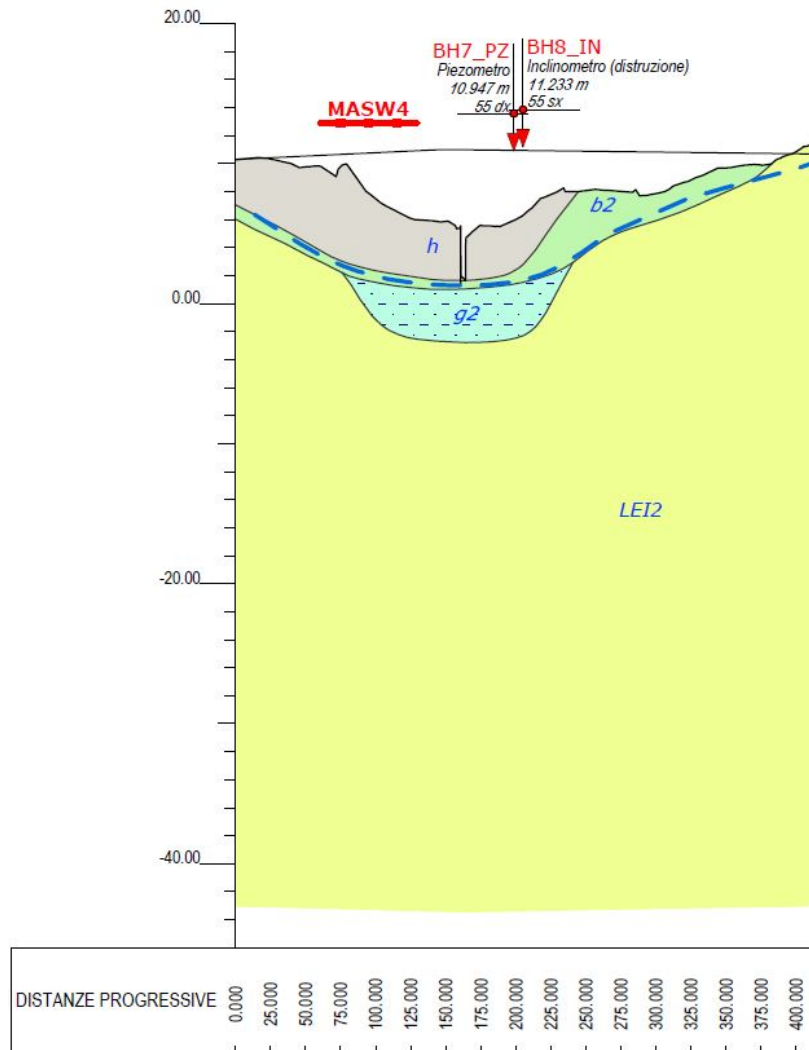 20.00
BH7_PZ
Piezometro
10.947 m
55 dx
BH8_IN
Inclinometro (distruzione)
11.233 m
55 sx
MASW4
b2
h
0.00
g2
LEI2
-20.00
-40.00
DISTANZE PROGRESSIVE
0.000
25.000
50.000
75.000
100.000
125.000
150.000
175.000
200.000
225.000
250.000
275.000
300.000
325.000
350.000
375.000
400.000